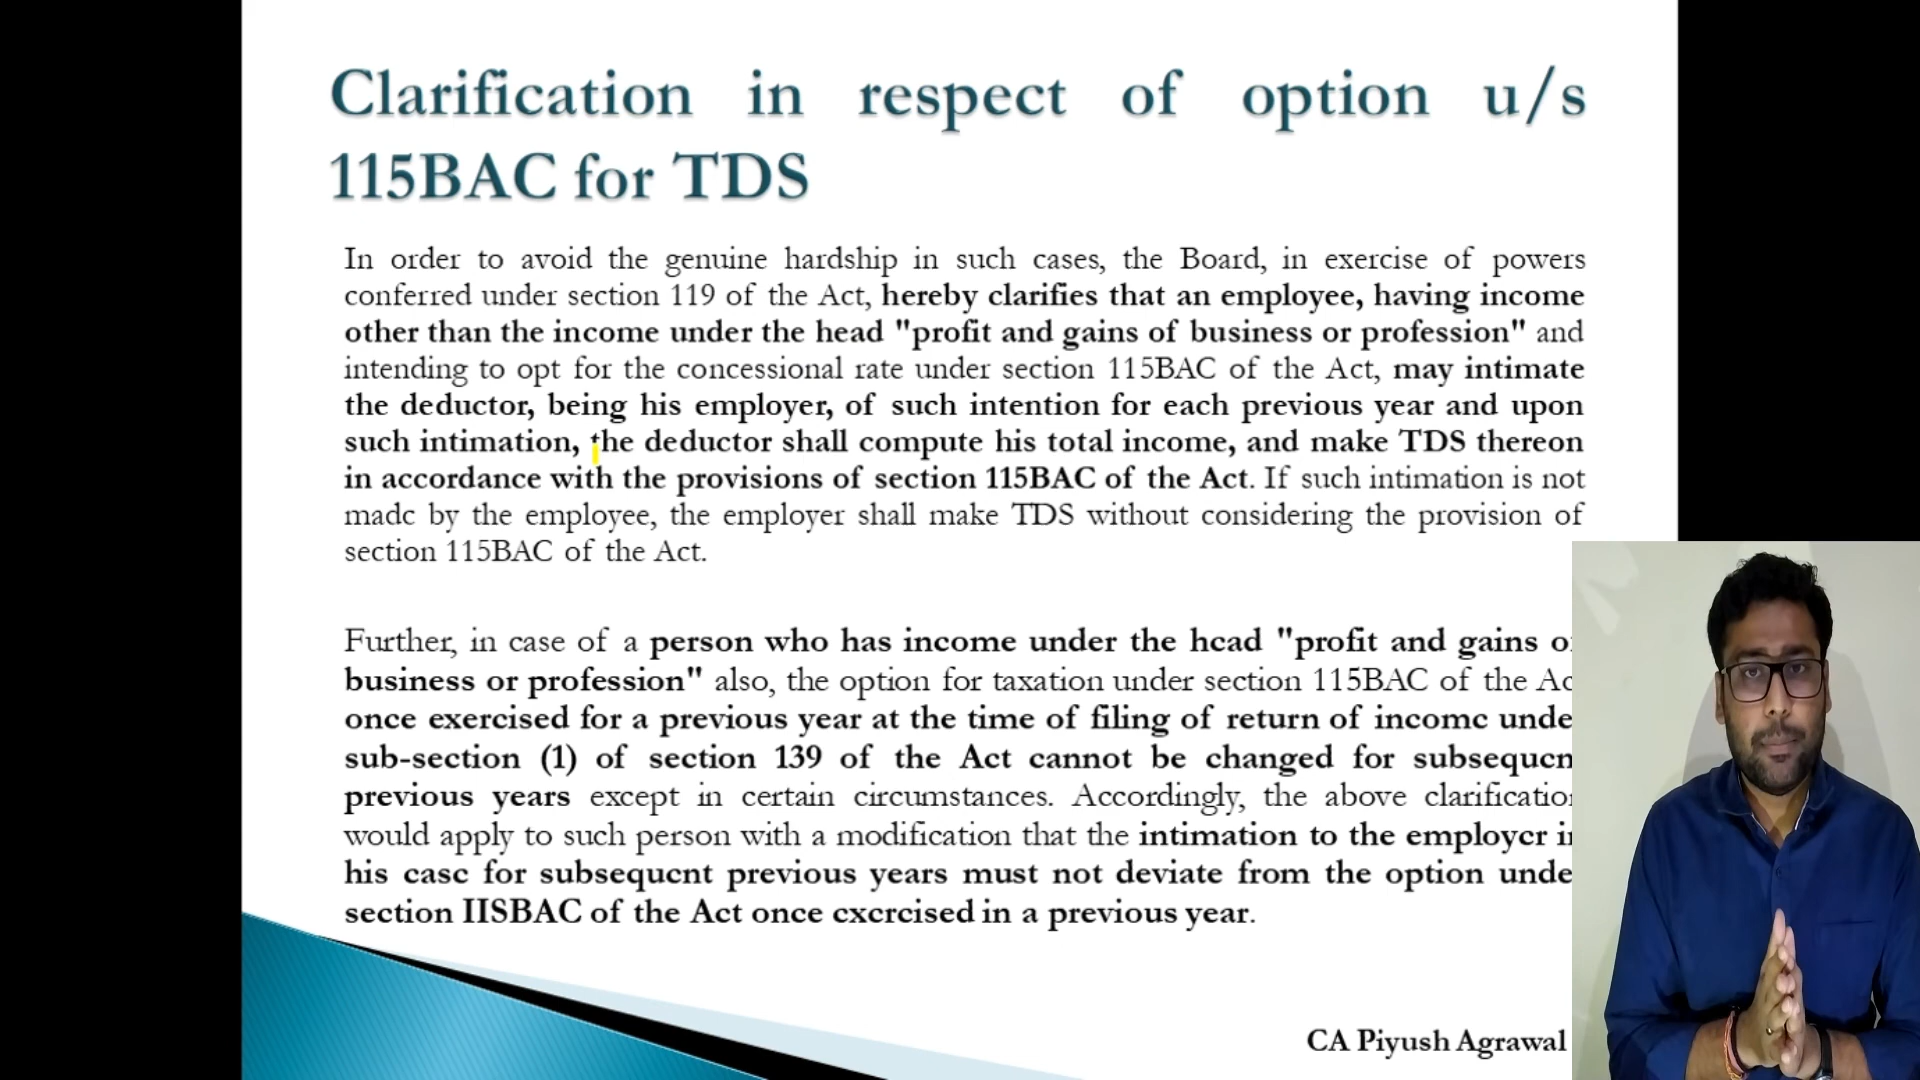 Clarification in respect of option u/s
115BAC for TDS
In order to avoid the genuine hardship in such cases, the Board, in exercise of powers
conferred under section 119 of the Act, hereby clarifies that an employee, having income
other than the income under the head "profit and gains of business or profession" and
intending to opt for the concessional rate under section 115BAC of the Act, may intimate
the deductor, being his employer, of such intention for each previous year and upon
such intimation, the deductor shall compute his total income, and make TDS thereon
in accordance with the provisions of section 115BAC of the Act. If such intimation is not
madc by the employee, the employer shall make TDS without considering the provision of
section 115BAC of the Act.
Further, in case of a person who has income under the hcad "profit and gains o
business or profession" also, the option for taxation under section 115BAC of the Ac
once exercised for a previous year at the time of filing of return of incomc unde
sub-section (1) of section 139 of the Act cannot be changed for subsequcn
previous years except in certain circumstances. Accordingly, the above clarificatio
would apply to such person with a modification that the intimation to the employcr i
his casc for subsequcnt previous years must not deviate from the option unde
section IISBAC of the Act once cxcrcised in a previous year.
CA Piyush Agrawal